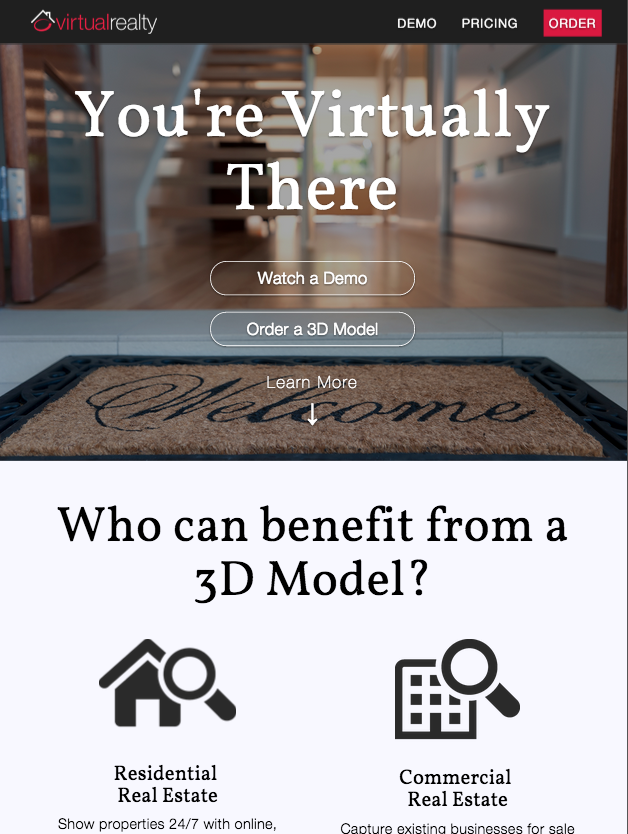 virtualrealty
DEMO PRICING ORDER
You're Virtually
There
Watch a Demo
Order a 3D Model
Learn More
Welcome
Who can benefit from a
3D Model?
Residential
Real Estate
Show properties 24/7 with online,
Commercial
Real Estate
Capture existing businesses for sale